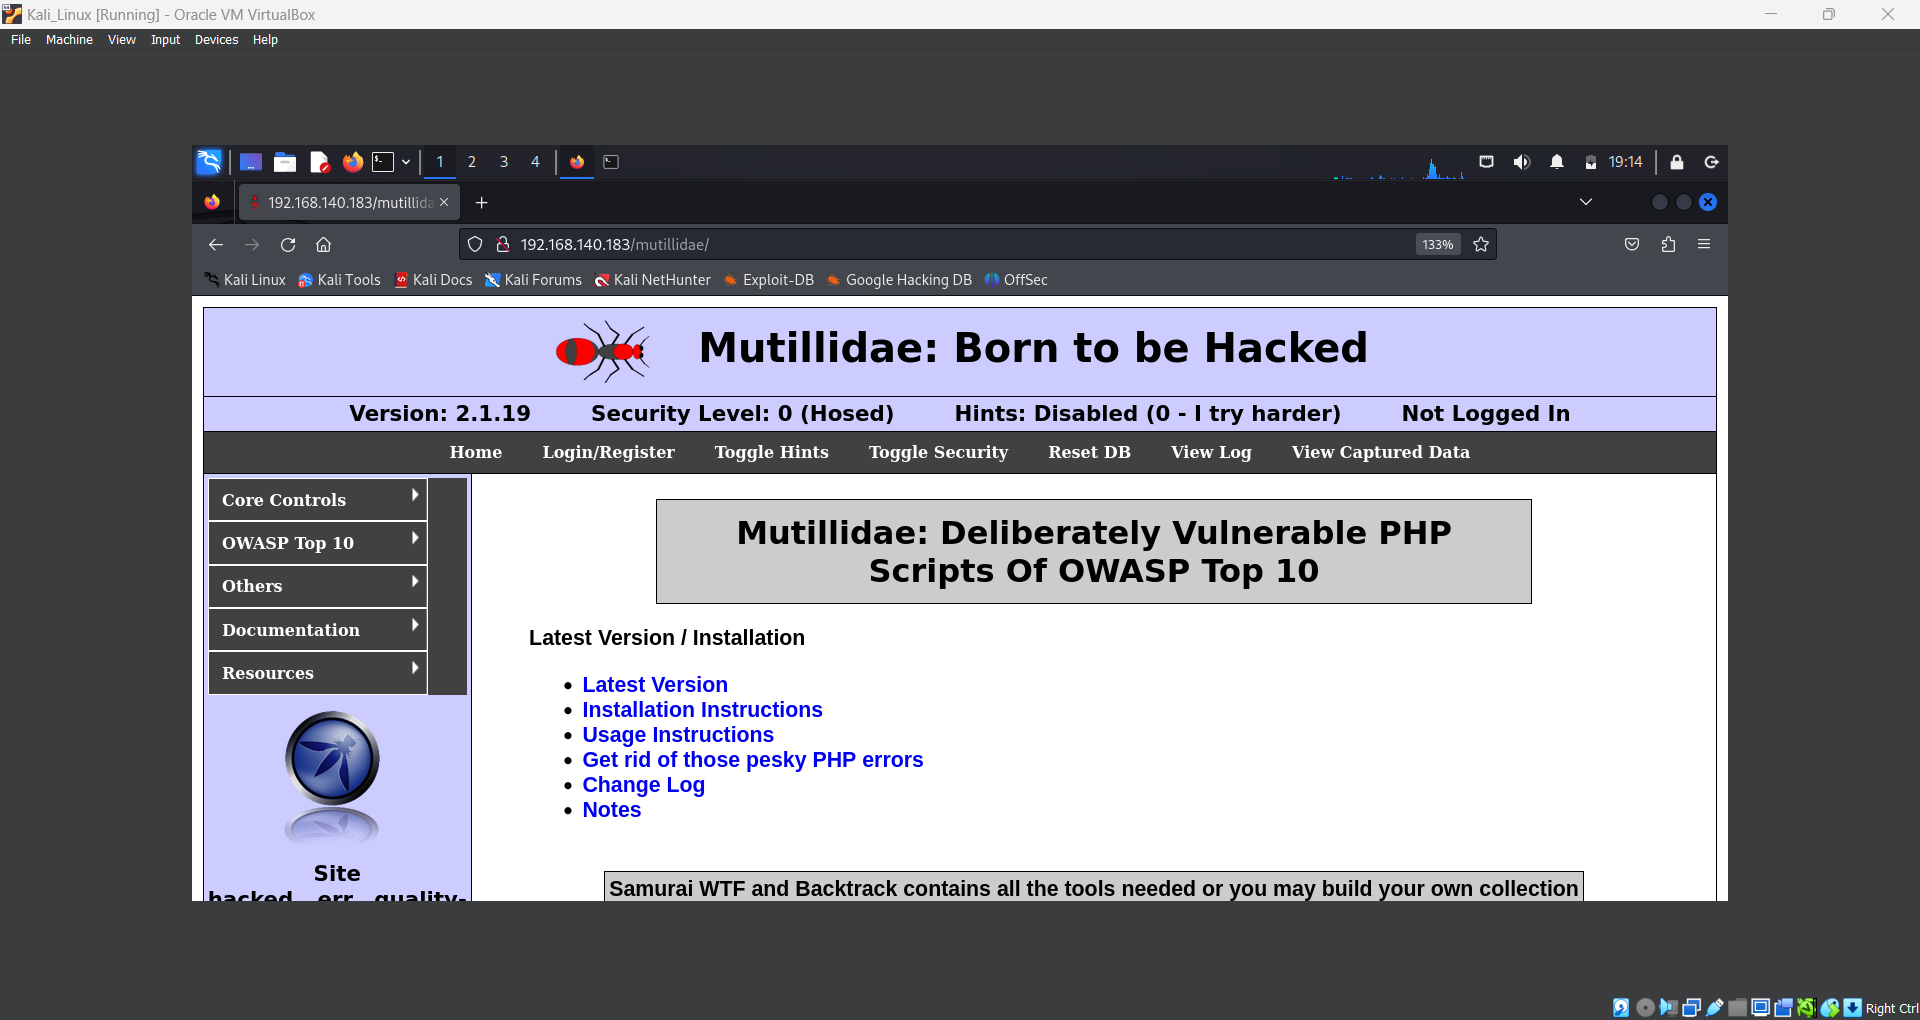 Kali_Linux [Running] - Oracle VM VirtualBox
File Machine View Input Devices Help
1 2 3 4 19:14
192.168.140.183/mutillida
192.168.140.183/mutillidae/ 133%
Kali Linux Kali Tools Kali Docs Kali Forums Kali NetHunter Exploit-DB Google Hacking DB OffSec
Mutillidae: Born to be Hacked
Version: 2.1.19 Security Level: 0 (Hosed) Hints: Disabled (0 - I try harder) Not Logged In
Home Login/Register Toggle Hints Toggle Security Reset DB View Log View Captured Data
Core Controls
OWASP Top 10
Others
Documentation
Resources
Site
hacked...err...quality-
Mutillidae: Deliberately Vulnerable PHP
Scripts Of OWASP Top 10
Latest Version / Installation
Latest Version
Installation Instructions
Usage Instructions
Get rid of those pesky PHP errors
Change Log
Notes
Samurai WTF and Backtrack contains all the tools needed or you may build your own collection
Right Ctrl